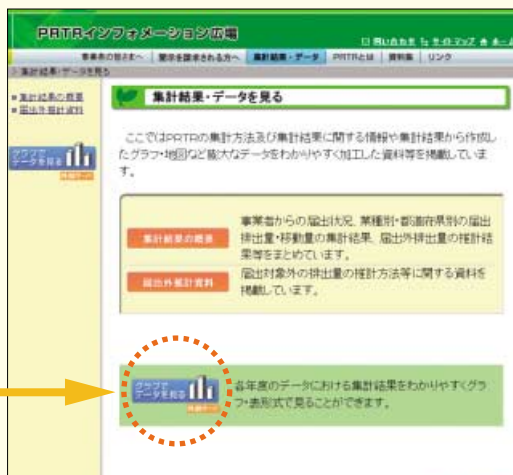 PRTRインフォメーション広場
問い合わせ サイトマップ ホーム
事業者の皆さまへ 開示を請求される方へ 集計結果・データ PRTRとは 資料集 リンク
集計結果・データを見る
集計結果の概要
届出外推計資料
グラフで
データを見る
集計結果・データを見る
ここではPRTRの集計方法及び集計結果に関する情報や集計結果から作成し
たグラフ・地図など膨大なデータをわかりやすく加工した資料等を掲載していま
す。
集計結果の概要
事業者からの届出状況、業種別・都道府県別の届出
排出量・移動量の集計結果、届出外排出量の推計結
果等をまとめています。
届出外推計資料
届出対象外の排出量の推計方法等に関する資料を
掲載しています。
グラフで
データを見る
各年度のデータにおける集計結果をわかりやすくグラ
フ・表形式で見ることができます。